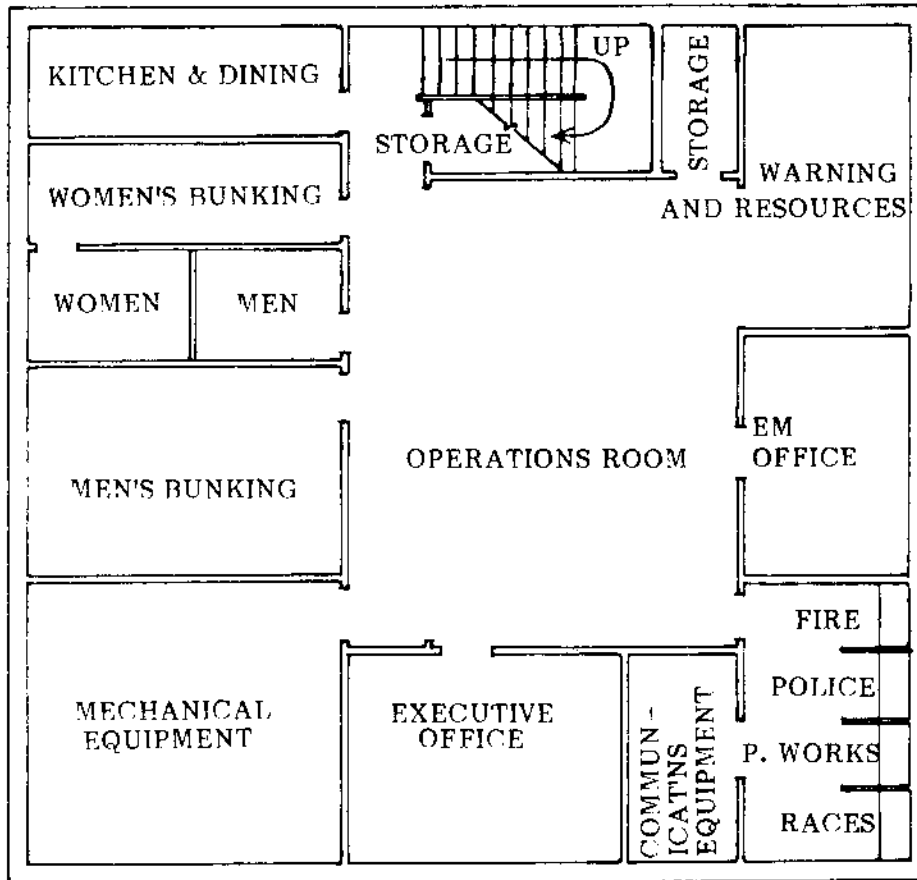 KITCHEN & DINING
UP
STORAGE
STORAGE
WOMEN'S BUNKING
WARNING
AND RESOURCES
WOMEN
MEN
MEN'S BUNKING
OPERATIONS ROOM
EM
OFFICE
FIRE
POLICE
P. WORKS
RACES
MECHANICAL
EQUIPMENT
EXECUTIVE
OFFICE
COMMUN-
ICAT'NS
EQUIPMENT